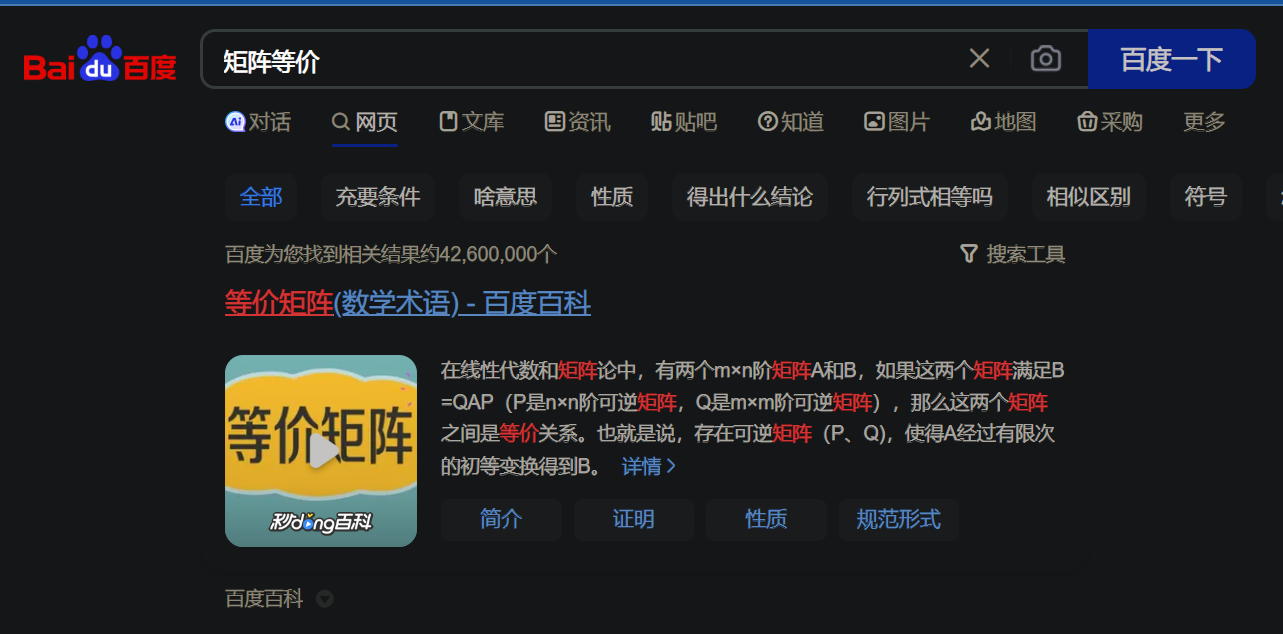 Bai du 百度 矩阵等价 百度一下
Ai 对话 网页 文库 资讯 贴 贴吧 知道 图片 地图 采购 更多
全部 充要条件 啥意思 性质 得出什么结论 行列式相等吗 相似区别 符号
百度为您找到相关结果约42,600,000个 搜索工具
等价矩阵(数学术语) - 百度百科
等价矩阵
秒dǒng百科
在线性代数和矩阵论中，有两个m×n阶矩阵A和B，如果这两个矩阵满足B
=QAP（P是n×n阶可逆矩阵，Q是m×m阶可逆矩阵），那么这两个矩阵
之间是等价关系。也就是说，存在可逆矩阵（P、Q)，使得A经过有限次
的初等变换得到B。 详情
简介 证明 性质 规范形式
百度百科